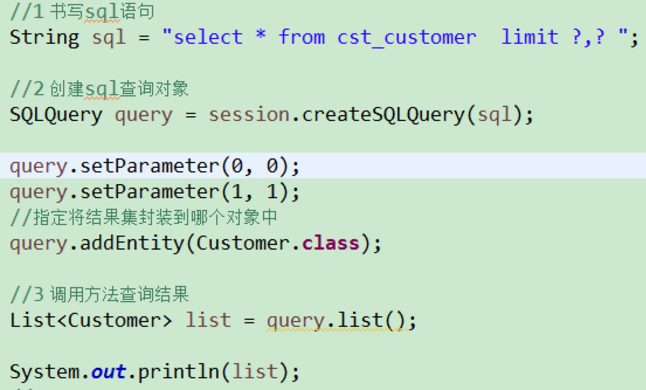 //1 书写sql语句
String sql = "select * from cst_customer  limit ?,? ";
//2 创建sql查询对象
SQLQuery query = session.createSQLQuery(sql);
query.setParameter(0, 0);
query.setParameter(1, 1);
//指定将结果集封装到哪个对象中
query.addEntity(Customer.class);
//3 调用方法查询结果
List<Customer> list = query.list();
System.out.println(list);